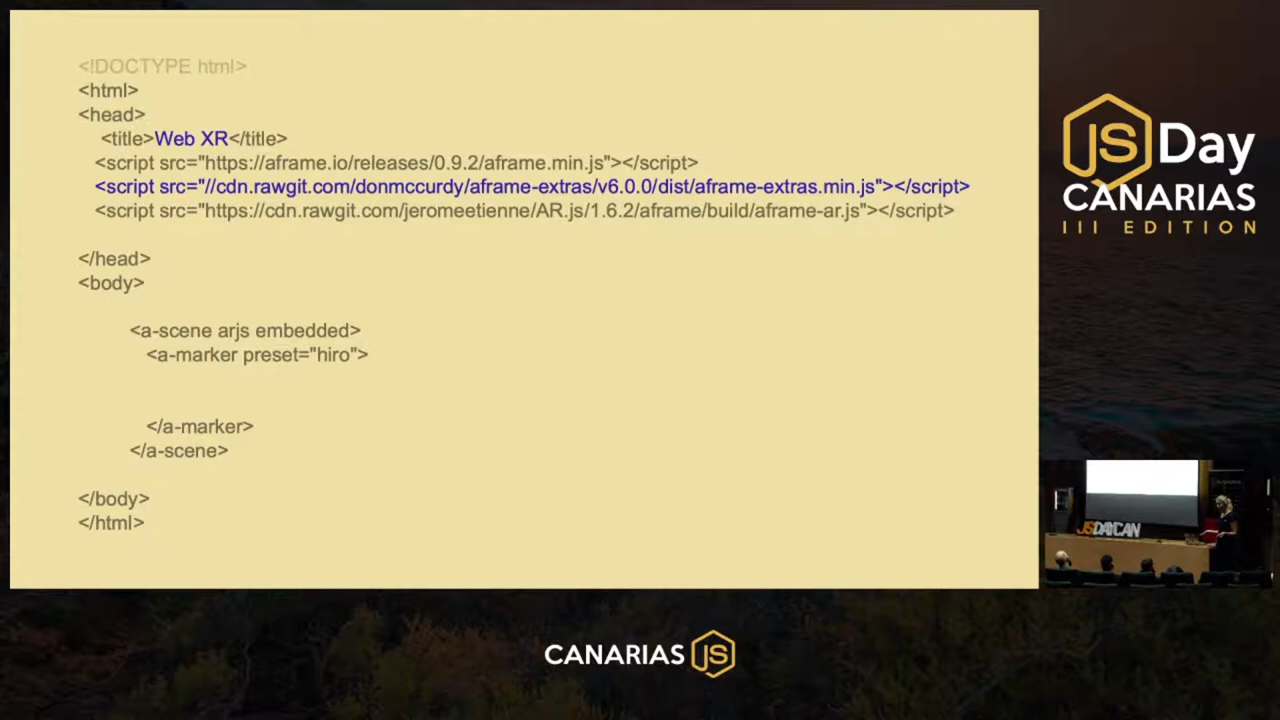 <!DOCTYPE html>
<html>
<head>
<title>Web XR</title>
<script src="https://aframe.io/releases/0.9.2/aframe.min.js"></script>
<script src="//cdn.rawgit.com/donmccurdy/aframe-extras/v6.0.0/dist/aframe-extras.min.js"></script>
<script src="https://cdn.rawgit.com/jeromeetienne/AR.js/1.6.2/aframe/build/aframe-ar.js"></script>
</head>
<body>
<a-scene arjs embedded>
<a-marker preset="hiro">
</a-marker>
</a-scene>
</body>
</html>
JS Day
CANARIAS
III EDITION
JSDAYCAN
CANARIAS JS